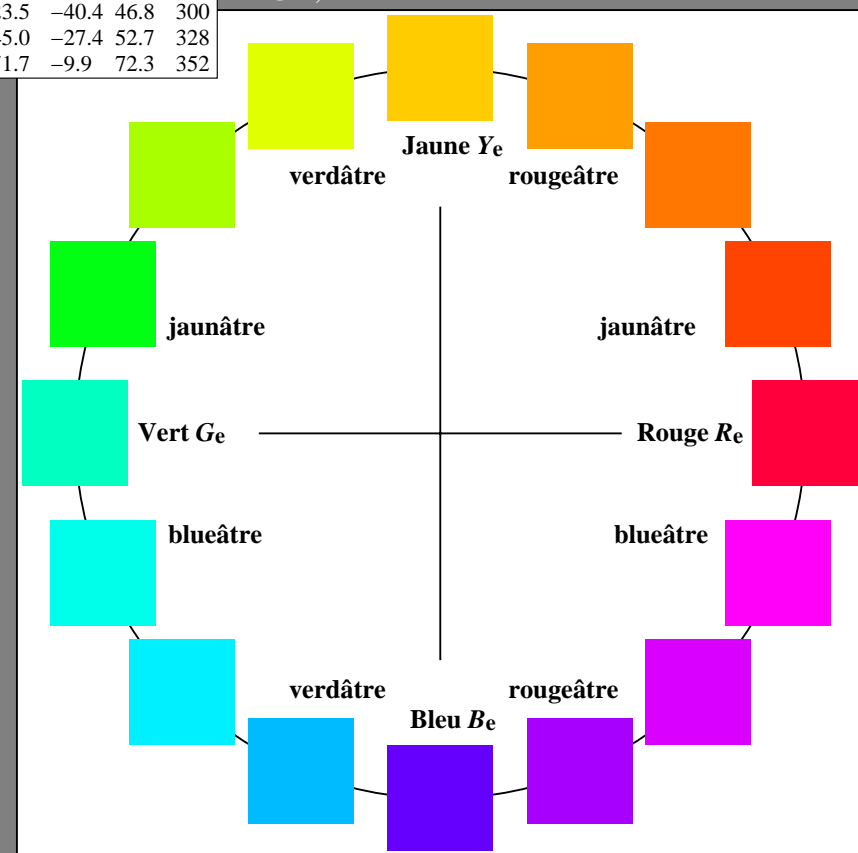 −40.4 46.8 300
−27.4 52.7 328
−9.9 72.3 352
Jaune Ye
verdâtre rougeâtre
jaunâtre jaunâtre
Vert Ge Rouge Re
blueâtre blueâtre
verdâtre rougeâtre
Bleu Be